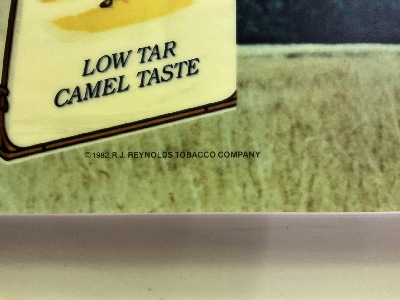 LOW TAR
CAMEL TASTE
©1982 R.J. REYNOLDS TOBACCO COMPANY